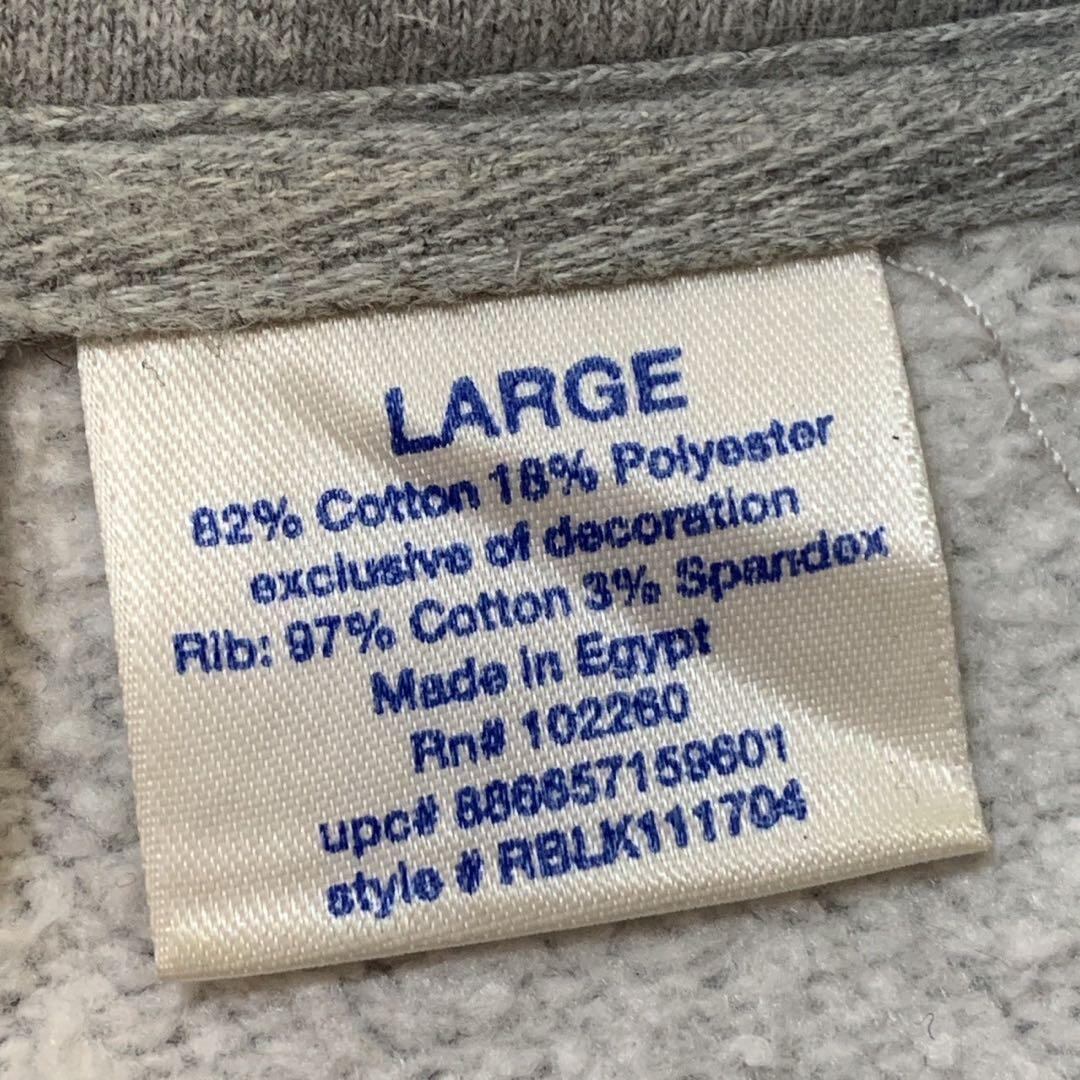 LARGE
82% Cotton 18% Polyester
exclusive of decoration
Rib: 97% Cotton 3% Spandex
Made in Egypt
Rn# 102260
upc#
style # RBLK111704